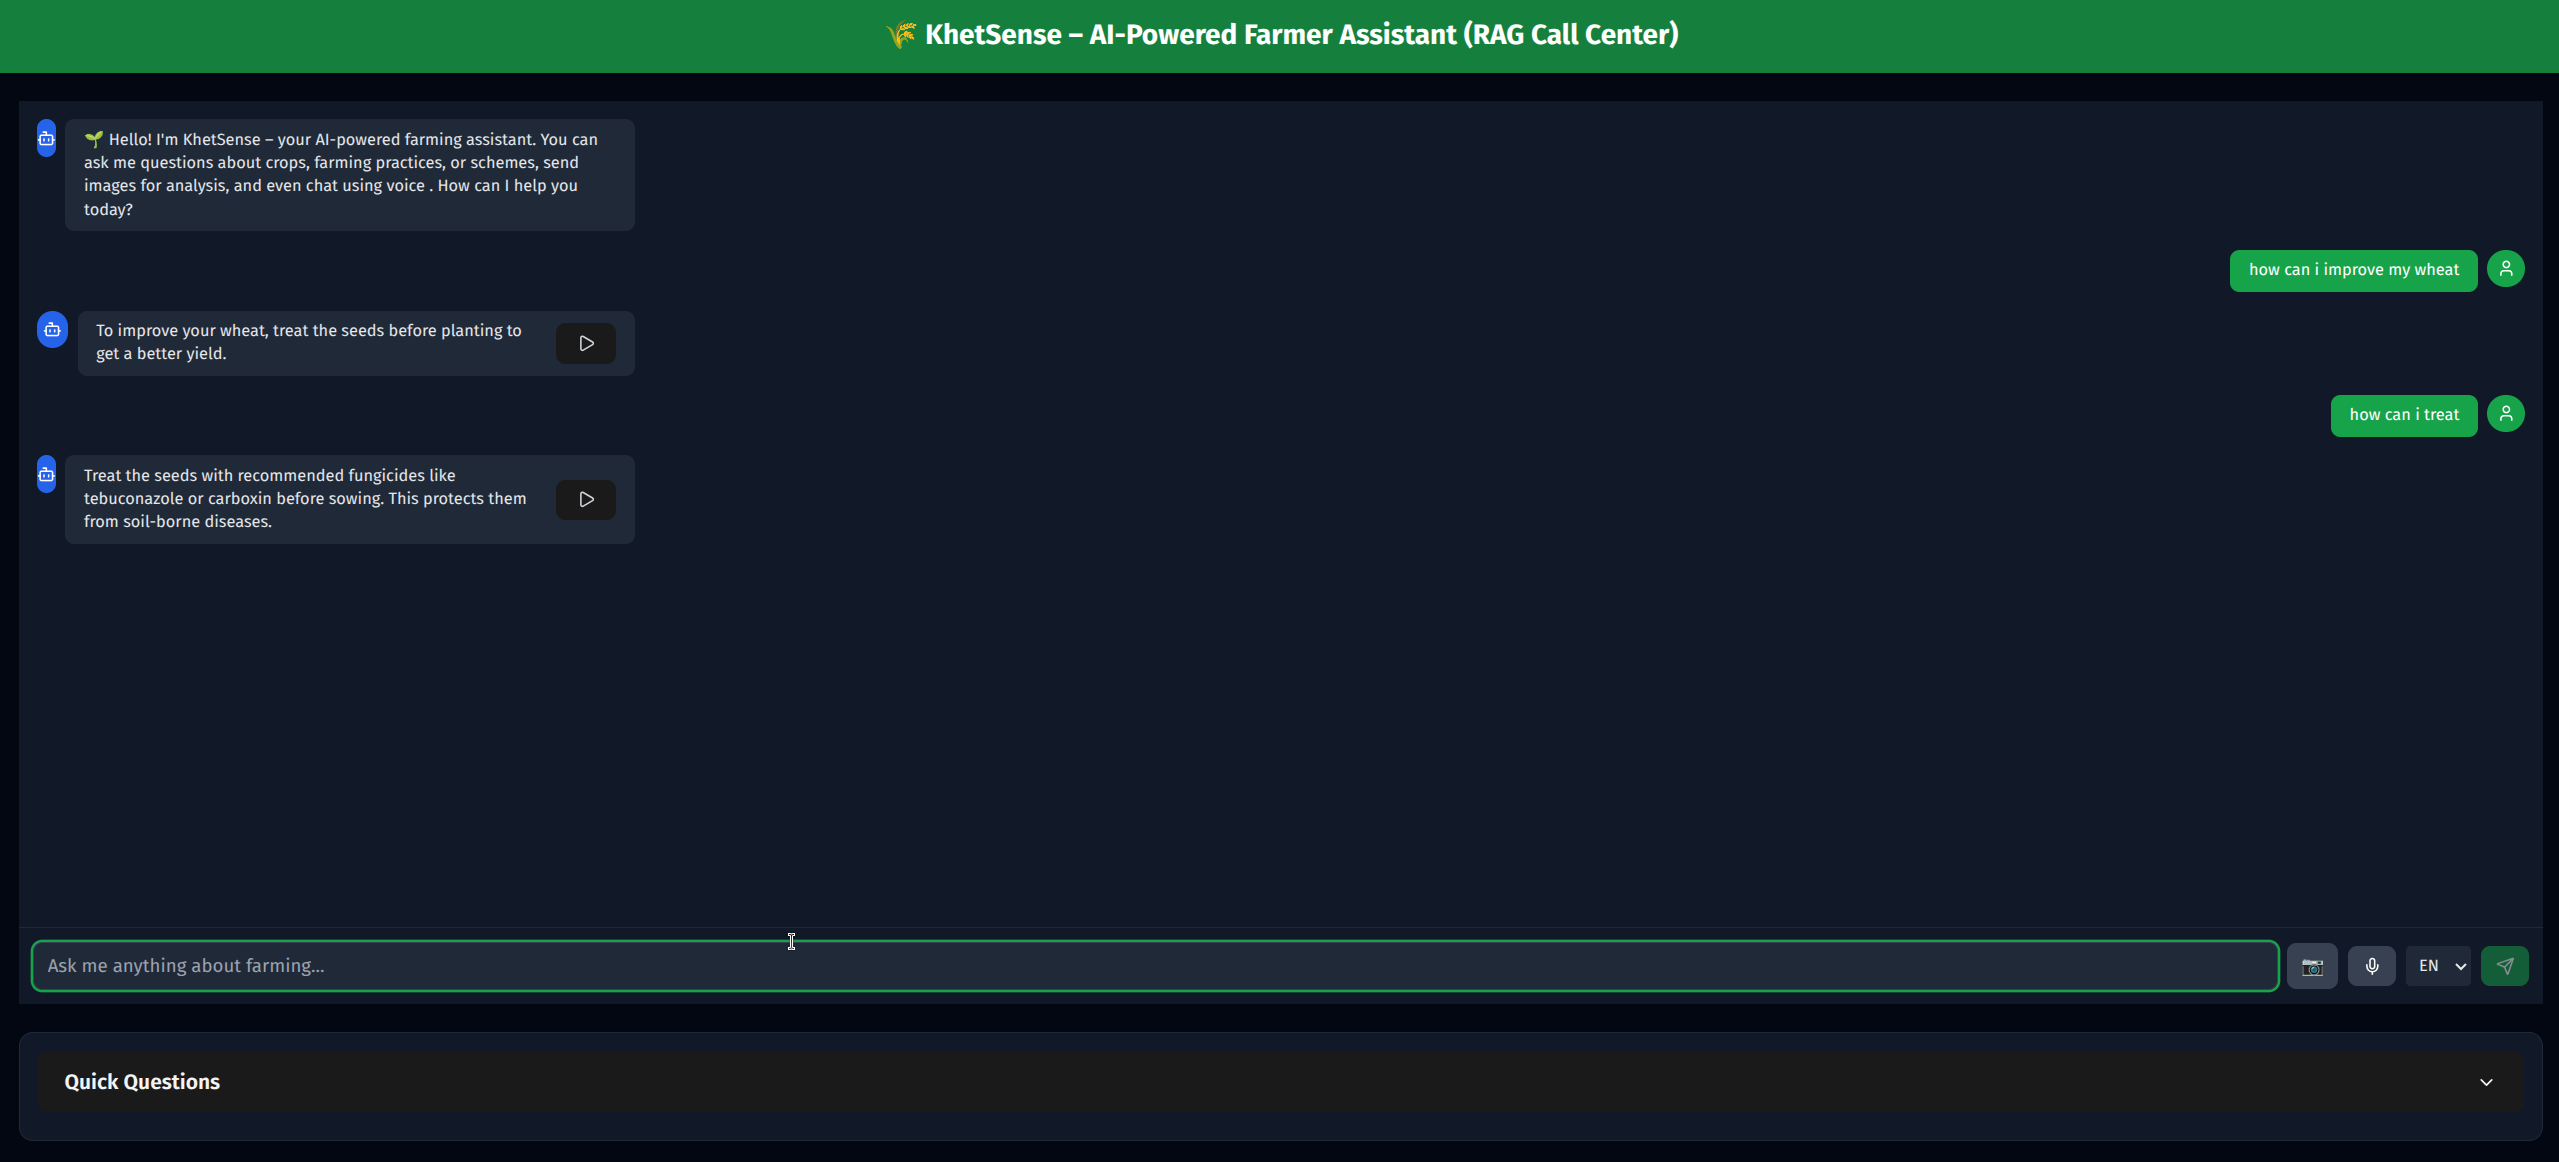 🌾 KhetSense – AI-Powered Farmer Assistant (RAG Call Center)
🌱 Hello! I'm KhetSense – your AI-powered farming assistant. You can
ask me questions about crops, farming practices, or schemes, send
images for analysis, and even chat using voice . How can I help you
today?
how can i improve my wheat
To improve your wheat, treat the seeds before planting to
get a better yield.
how can i treat
Treat the seeds with recommended fungicides like
tebuconazole or carboxin before sowing. This protects them
from soil-borne diseases.
Ask me anything about farming...
EN
Quick Questions